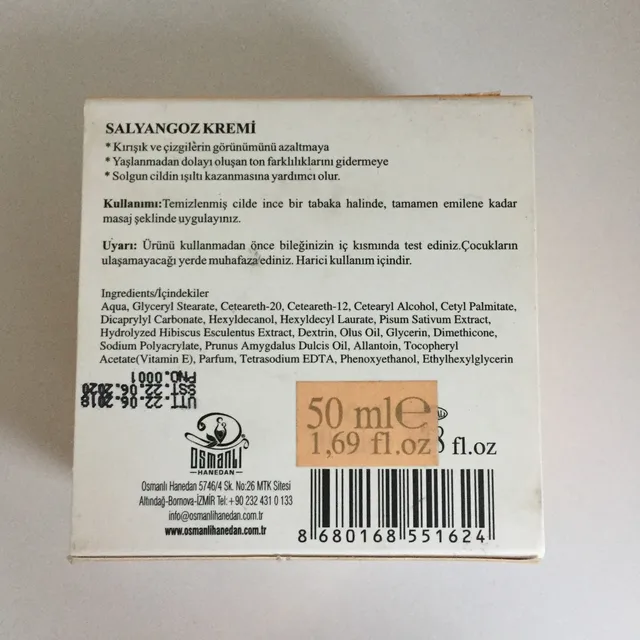 SALYANGOZ KREMİ
* Kırışık ve çizgilerin görünümünü azaltmaya
* Yaşlanmadan dolayı oluşan ton farklılıklarını gidermeye
* Solgun cildin ışıltı kazanmasına yardımcı olur.
Kullanımı:Temizlenmiş cilde ince bir tabaka halinde, tamamen emilene kadar
masaj şeklinde uygulayınız.
Uyarı: Ürünü kullanmadan önce bileğinizin iç kısmında test ediniz.Çocukların
ulaşamayacağı yerde muhafaza ediniz. Harici kullanım içindir.
Ingredients/İçindekiler
Aqua, Glyceryl Stearate, Ceteareth-20, Ceteareth-12, Cetearyl Alcohol, Cetyl Palmitate,
Dicaprylyl Carbonate, Hexyldecanol, Hexyldecyl Laurate, Pisum Sativum Extract,
Hydrolyzed Hibiscus Esculentus Extract, Dextrin, Olus Oil, Glycerin, Dimethicone,
Sodium Polyacrylate, Prunus Amygdalus Dulcis Oil, Allantoin, Tocopheryl
Acetate(Vitamin E), Parfum, Tetrasodium EDTA, Phenoxyethanol, Ethylhexylglycerin
UTT.22.06.2018
SST.22.06.2020
PNO.0001
50 ml℮
1,69 fl.oz
8 fl.oz
Osmanlı
HANEDAN
Osmanlı Hanedan 5746/4 Sk. No:26 MTK Sitesi
Altındağ-Bornova-İZMİR Tel:+90 232 431 0 133
info@osmanlihanedan.com.tr
www.osmanlihanedan.com.tr
8 680168 551624